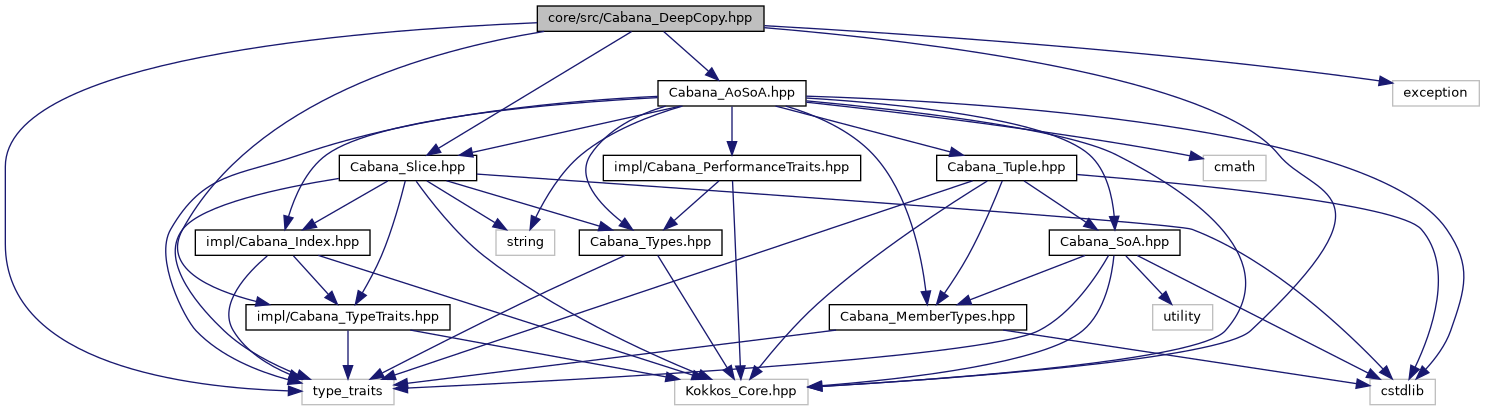 core/src/Cabana_DeepCopy.hpp
Cabana_AoSoA.hpp
exception
Cabana_Slice.hpp
impl/Cabana_PerformanceTraits.hpp
Cabana_Tuple.hpp
cmath
impl/Cabana_Index.hpp
string
Cabana_Types.hpp
Cabana_SoA.hpp
impl/Cabana_TypeTraits.hpp
Cabana_MemberTypes.hpp
utility
type_traits
Kokkos_Core.hpp
cstdlib